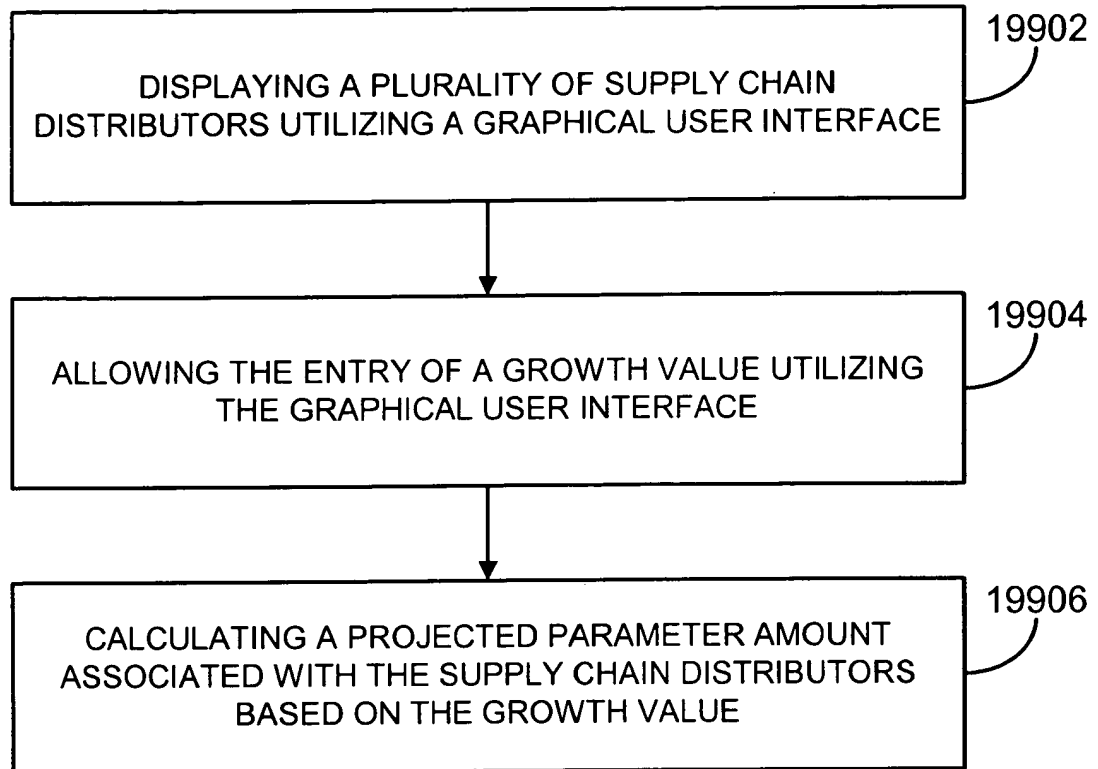 19902
DISPLAYING A PLURALITY OF SUPPLY CHAIN
DISTRIBUTORS UTILIZING A GRAPHICAL USER INTERFACE
19904
ALLOWING THE ENTRY OF A GROWTH VALUE UTILIZING
THE GRAPHICAL USER INTERFACE
19906
CALCULATING A PROJECTED PARAMETER AMOUNT
ASSOCIATED WITH THE SUPPLY CHAIN DISTRIBUTORS
BASED ON THE GROWTH VALUE